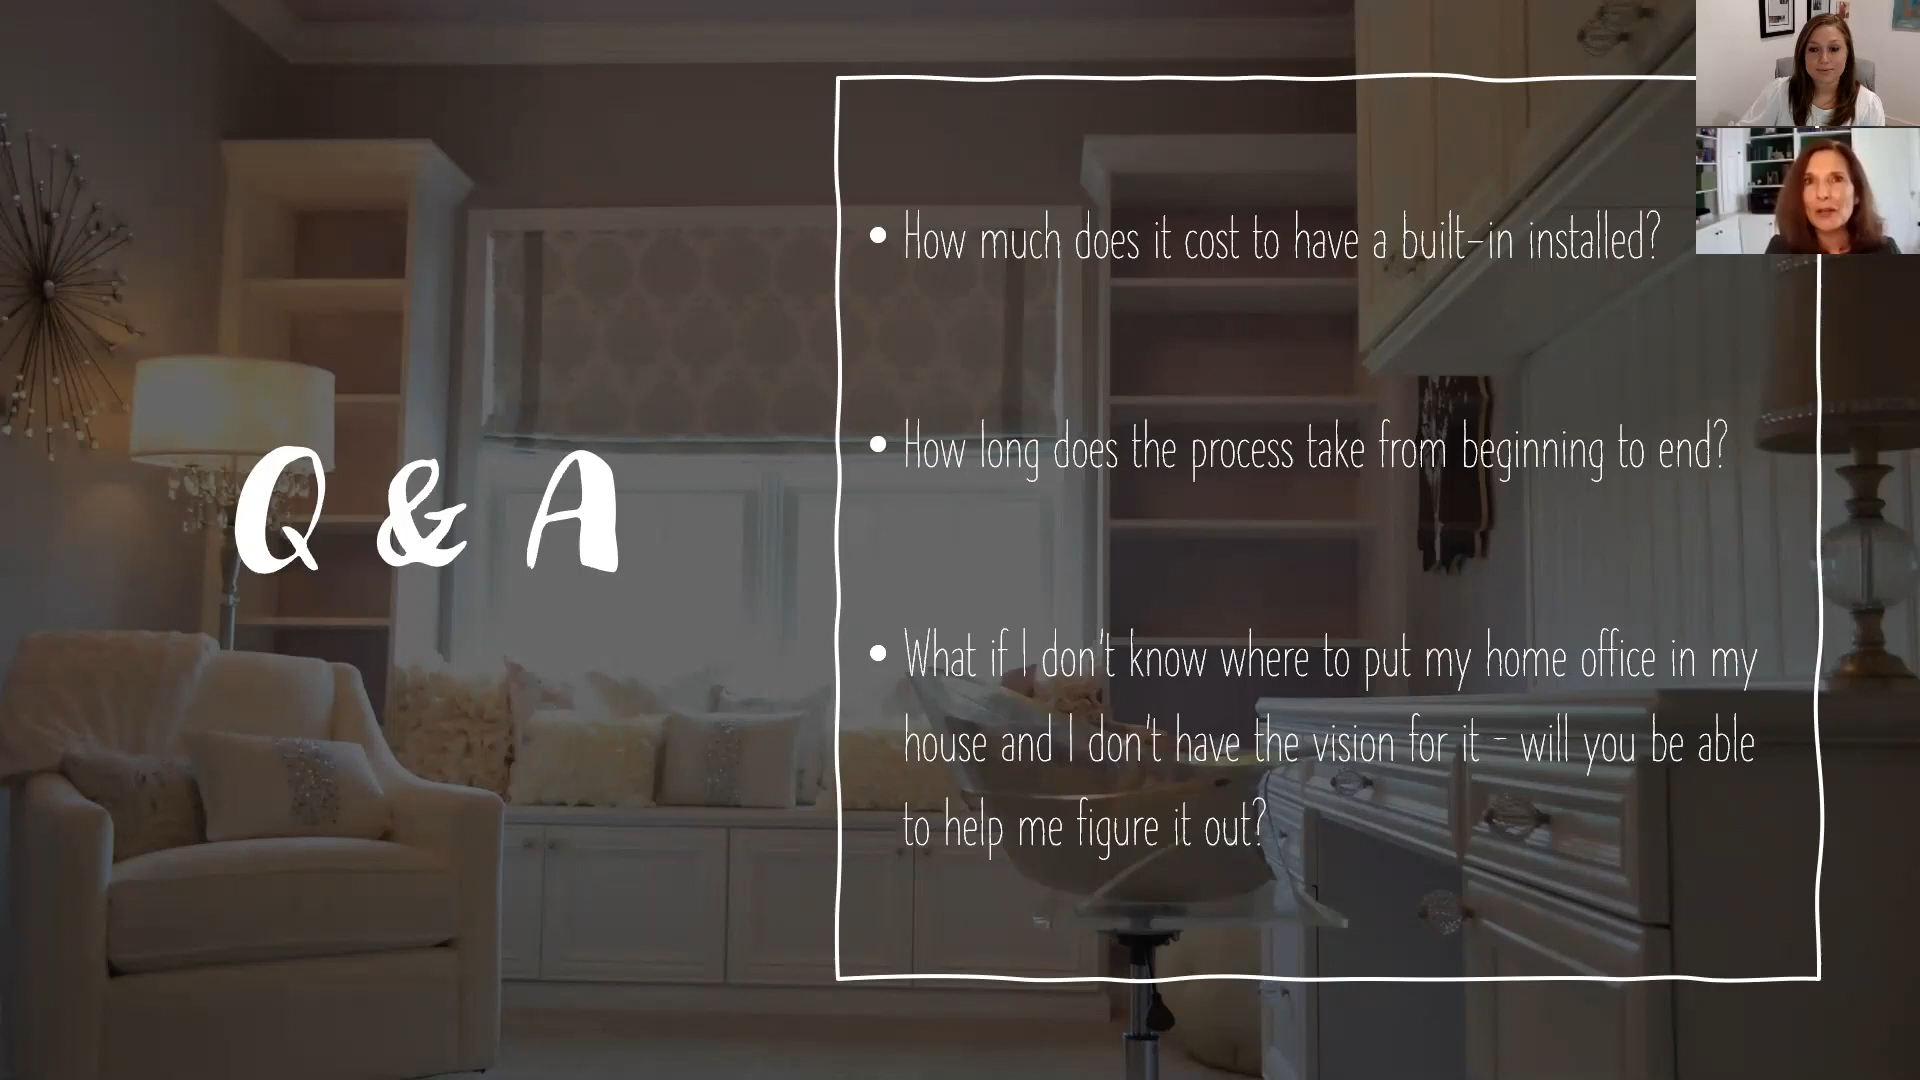 Q & A
• How much does it cost to have a built-in installed?
• How long does the process take from beginning to end?
• What if I don't know where to put my home office in my
house and I don't have the vision for it - will you be able
to help me figure it out?